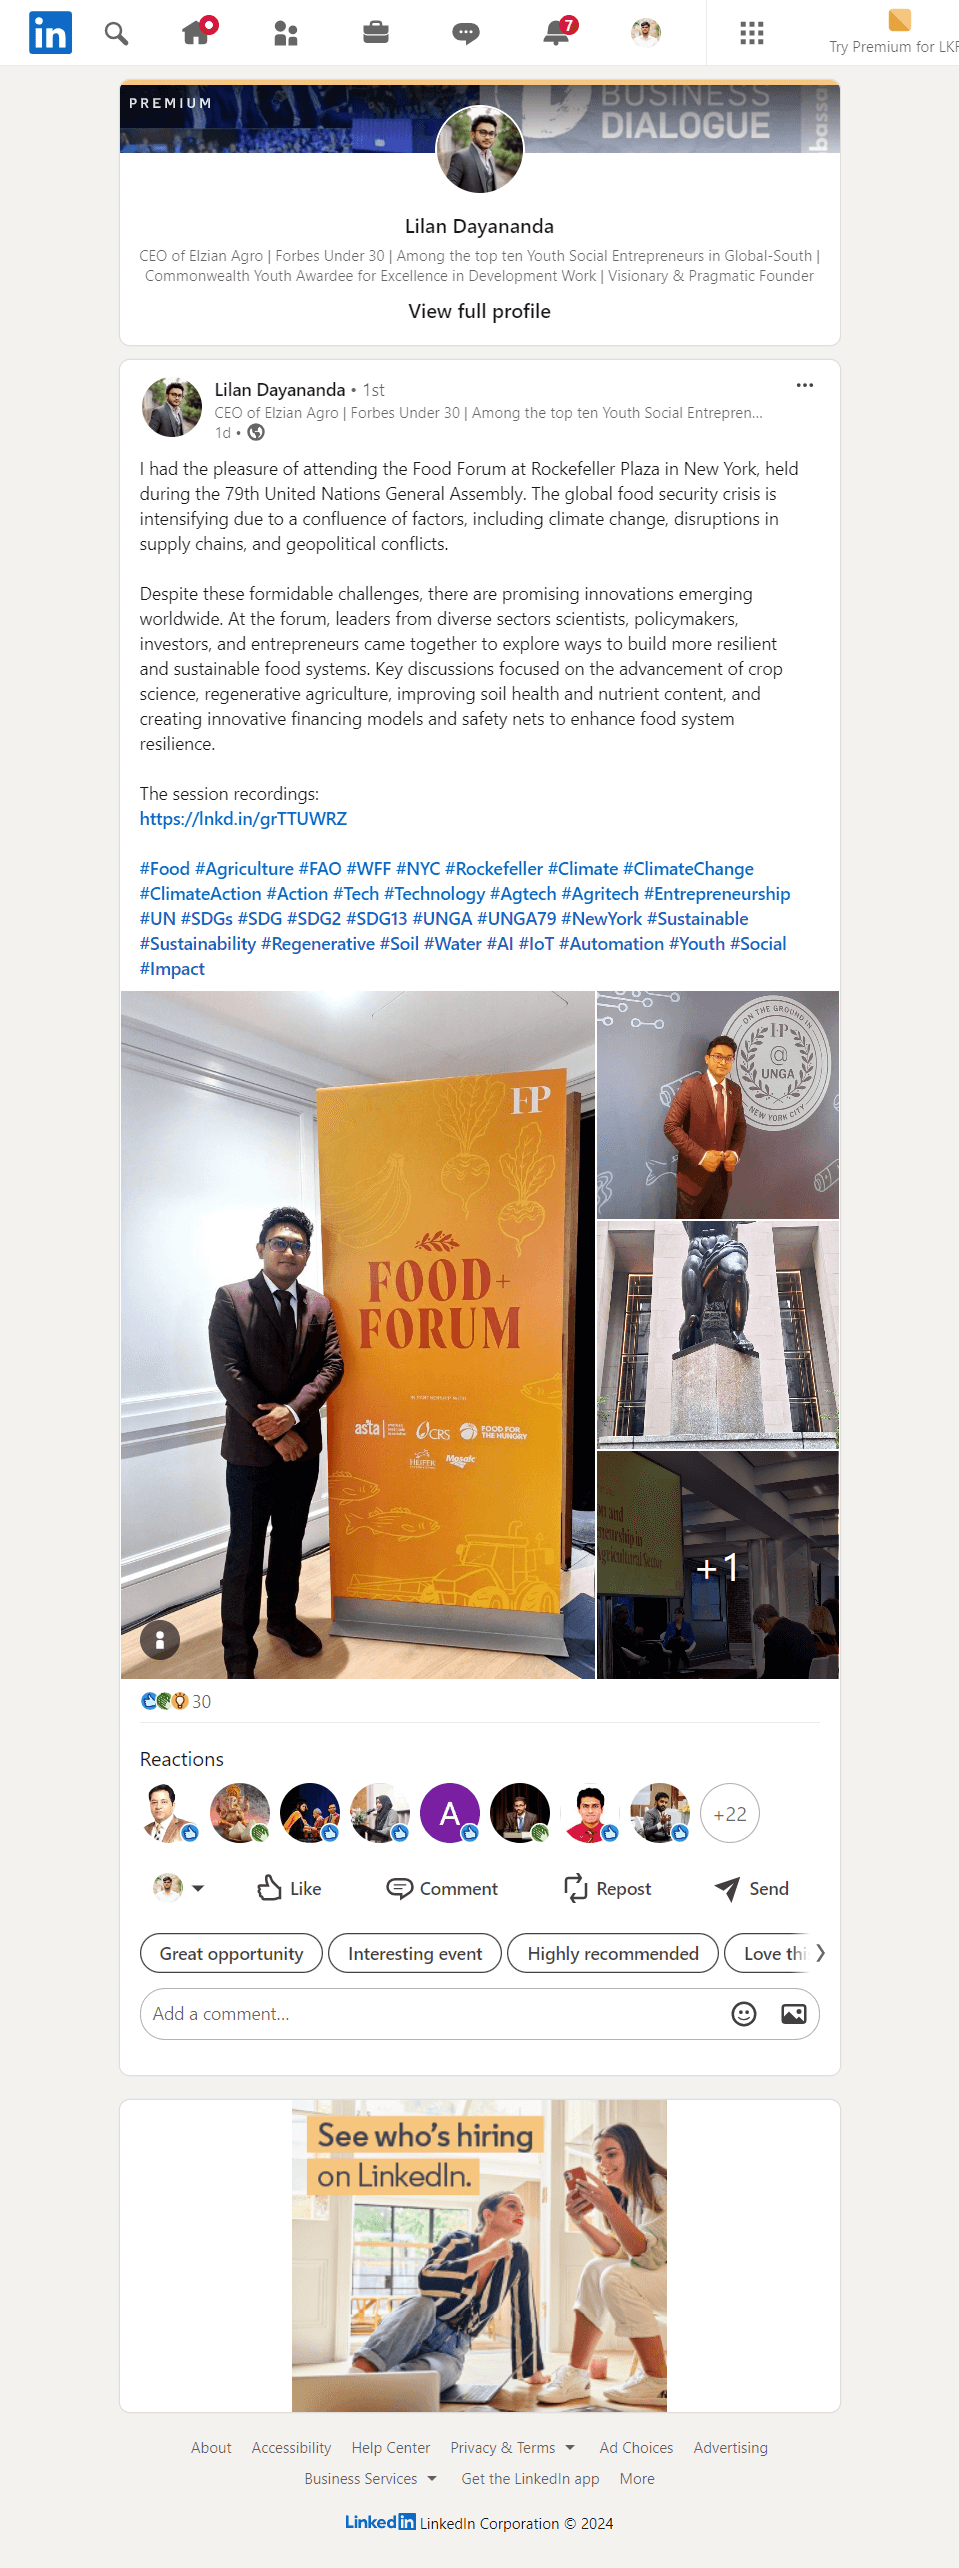 in
7
Try Premium for LKR
PREMIUM
BUSINESS
DIALOGUE
bassa
Lilan Dayananda
CEO of Elzian Agro | Forbes Under 30 | Among the top ten Youth Social Entrepreneurs in Global-South |
Commonwealth Youth Awardee for Excellence in Development Work | Visionary & Pragmatic Founder
View full profile
Lilan Dayananda • 1st
CEO of Elzian Agro | Forbes Under 30 | Among the top ten Youth Social Entrepren...
1d •
I had the pleasure of attending the Food Forum at Rockefeller Plaza in New York, held
during the 79th United Nations General Assembly. The global food security crisis is
intensifying due to a confluence of factors, including climate change, disruptions in
supply chains, and geopolitical conflicts.
Despite these formidable challenges, there are promising innovations emerging
worldwide. At the forum, leaders from diverse sectors scientists, policymakers,
investors, and entrepreneurs came together to explore ways to build more resilient
and sustainable food systems. Key discussions focused on the advancement of crop
science, regenerative agriculture, improving soil health and nutrient content, and
creating innovative financing models and safety nets to enhance food system
resilience.
The session recordings:
https://lnkd.in/grTTUWRZ
#Food #Agriculture #FAO #WFF #NYC #Rockefeller #Climate #ClimateChange
#ClimateAction #Action #Tech #Technology #Agtech #Agritech #Entrepreneurship
#UN #SDGs #SDG #SDG2 #SDG13 #UNGA #UNGA79 #NewYork #Sustainable
#Sustainability #Regenerative #Soil #Water #AI #IoT #Automation #Youth #Social
#Impact
FP
FOOD+
FORUM
IN PARTNERSHIP WITH
asta
CRS
FOOD FOR
THE HUNGRY
HEIFER
Mosaic
ON THE GROUND IN
FP
@
UNGA
NEW YORK CITY
on and
neurship in
gricultural Sector
+1
30
Reactions
A
+22
Like
Comment
Repost
Send
Great opportunity
Interesting event
Highly recommended
Love thi
Add a comment...
See who's hiring
on LinkedIn.
About Accessibility Help Center Privacy & Terms Ad Choices Advertising
Business Services Get the LinkedIn app More
LinkedIn LinkedIn Corporation © 2024